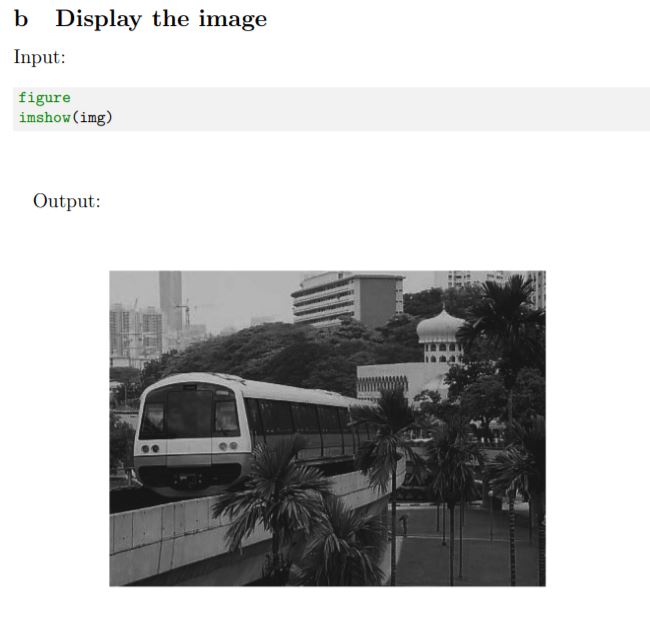 b Display the image
Input:
figure
imshow(img)
Output: